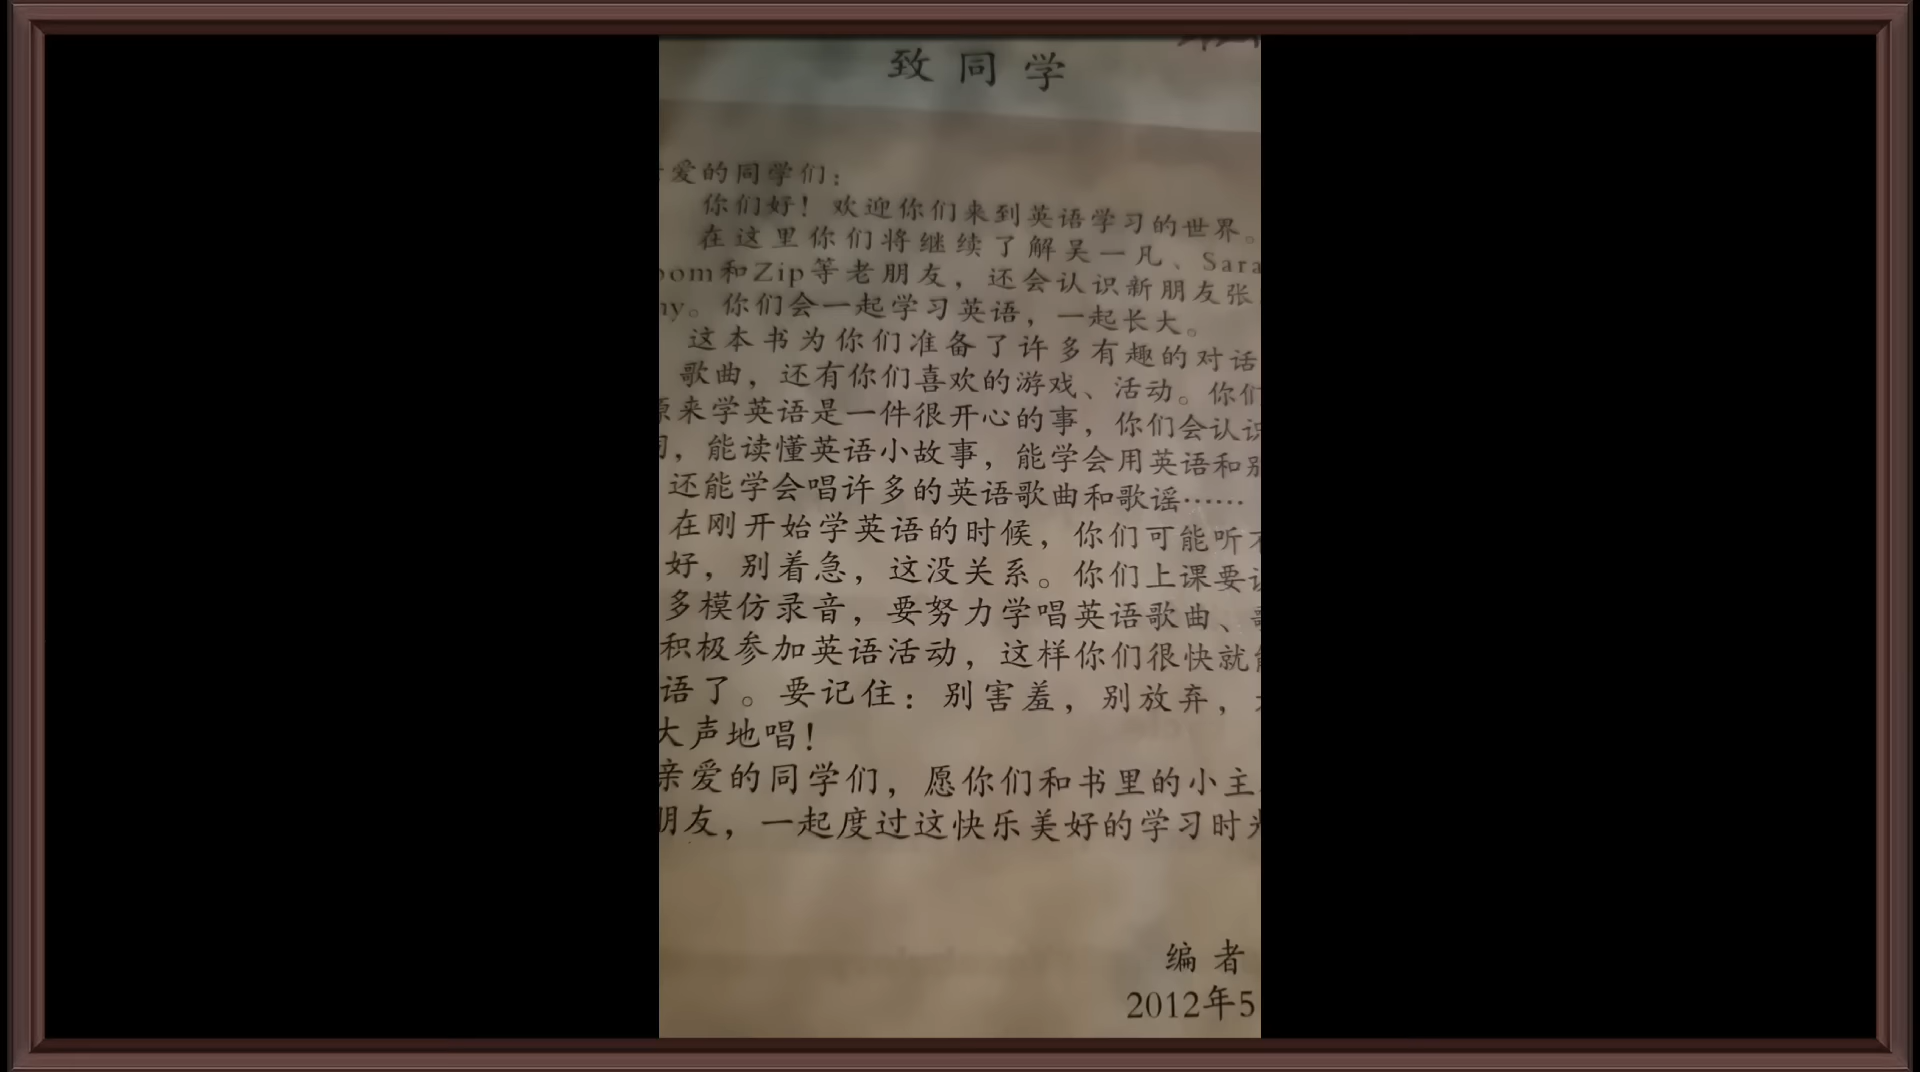 致同学
爱的同学们：
你们好！欢迎你们来到英语学习的世界。
在这里你们将继续了解吴一凡、Sara
oom和Zip等老朋友，还会认识新朋友张
ny。你们会一起学习英语，一起长大。
这本书为你们准备了许多有趣的对话
歌曲，还有你们喜欢的游戏、活动。你们
原来学英语是一件很开心的事，你们会认识
，能读懂英语小故事，能学会用英语和别
还能学会唱许多的英语歌曲和歌谣……
在刚开始学英语的时候，你们可能听不
好，别着急，这没关系。你们上课要认
多模仿录音，要努力学唱英语歌曲、歌
积极参加英语活动，这样你们很快就能
语了。要记住：别害羞，别放弃，
大声地唱！
亲爱的同学们，愿你们和书里的小主
朋友，一起度过这快乐美好的学习时光
编者
2012年5